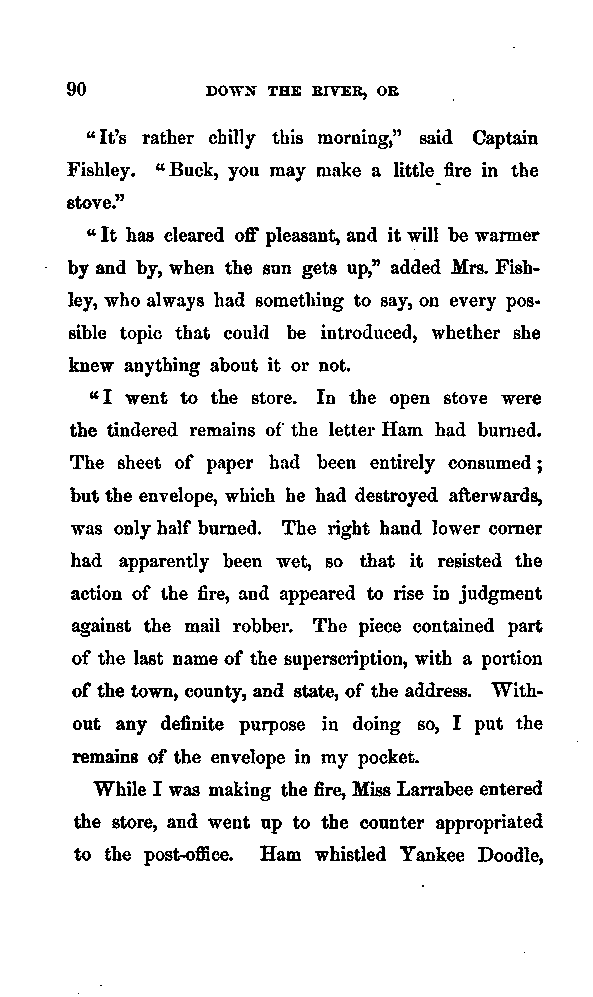 90 DOWN THE RIVER, OR
“It's rather chilly this morning,” said Captain
Fishley. “Buck, you may make a little fire in the
stove.”
“It has cleared off pleasant, and it will be warmer
by and by, when the sun gets up,” added Mrs. Fish-
ley, who always had something to say, on every pos-
sible topic that could be introduced, whether she
knew anything about it or not.
“I went to the store. In the open stove were
the tindered remains of the letter Ham had burned.
The sheet of paper had been entirely consumed;
but the envelope, which he had destroyed afterwards,
was only half burned. The right hand lower corner
had apparently been wet, so that it resisted the
action of the fire, and appeared to rise in judgment
against the mail robber. The piece contained part
of the last name of the superscription, with a portion
of the town, county, and state, of the address. With-
out any definite purpose in doing so, I put the
remains of the envelope in my pocket.
While I was making the fire, Miss Larrabee entered
the store, and went up to the counter appropriated
to the post-office. Ham whistled Yankee Doodle,